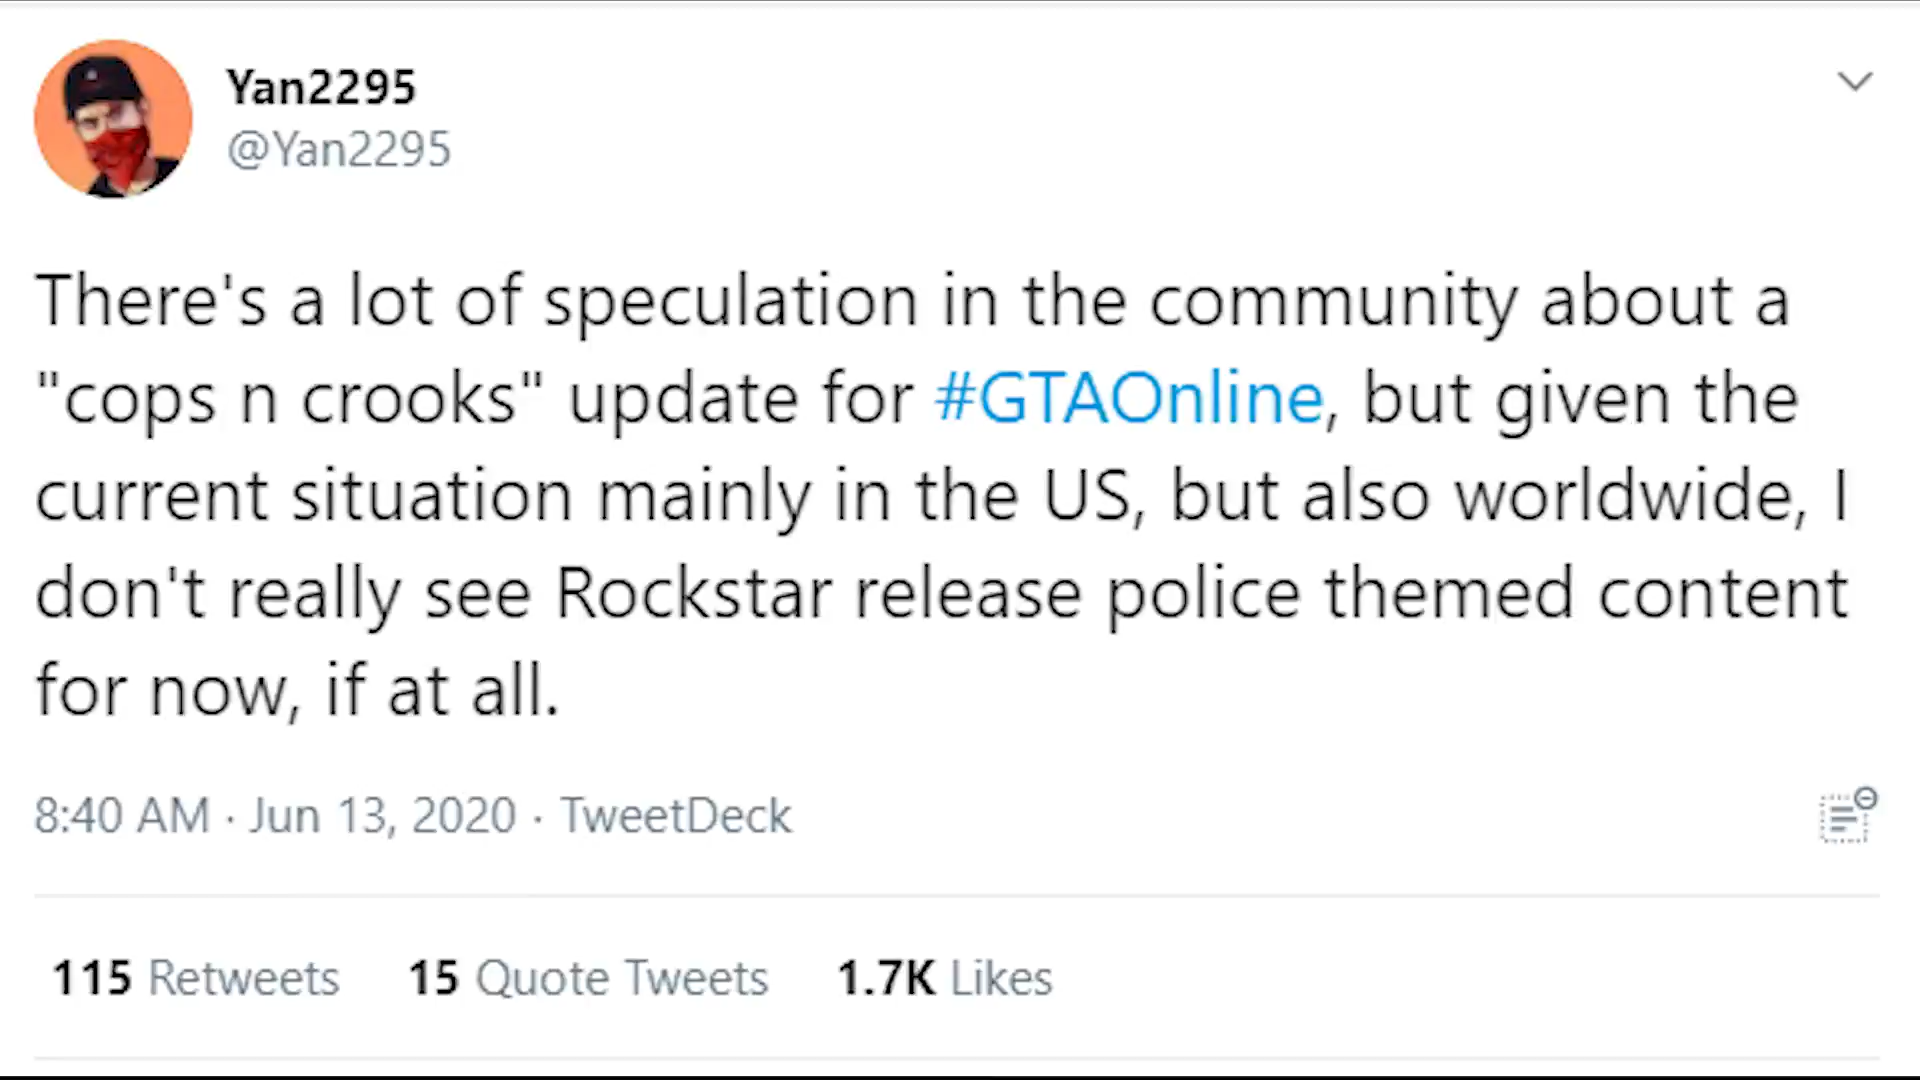 Yan2295
@Yan2295
There's a lot of speculation in the community about a
"cops n crooks" update for #GTAOnline, but given the
current situation mainly in the US, but also worldwide, I
don't really see Rockstar release police themed content
for now, if at all.
8:40 AM · Jun 13, 2020 · TweetDeck
115 Retweets 15 Quote Tweets 1.7K Likes